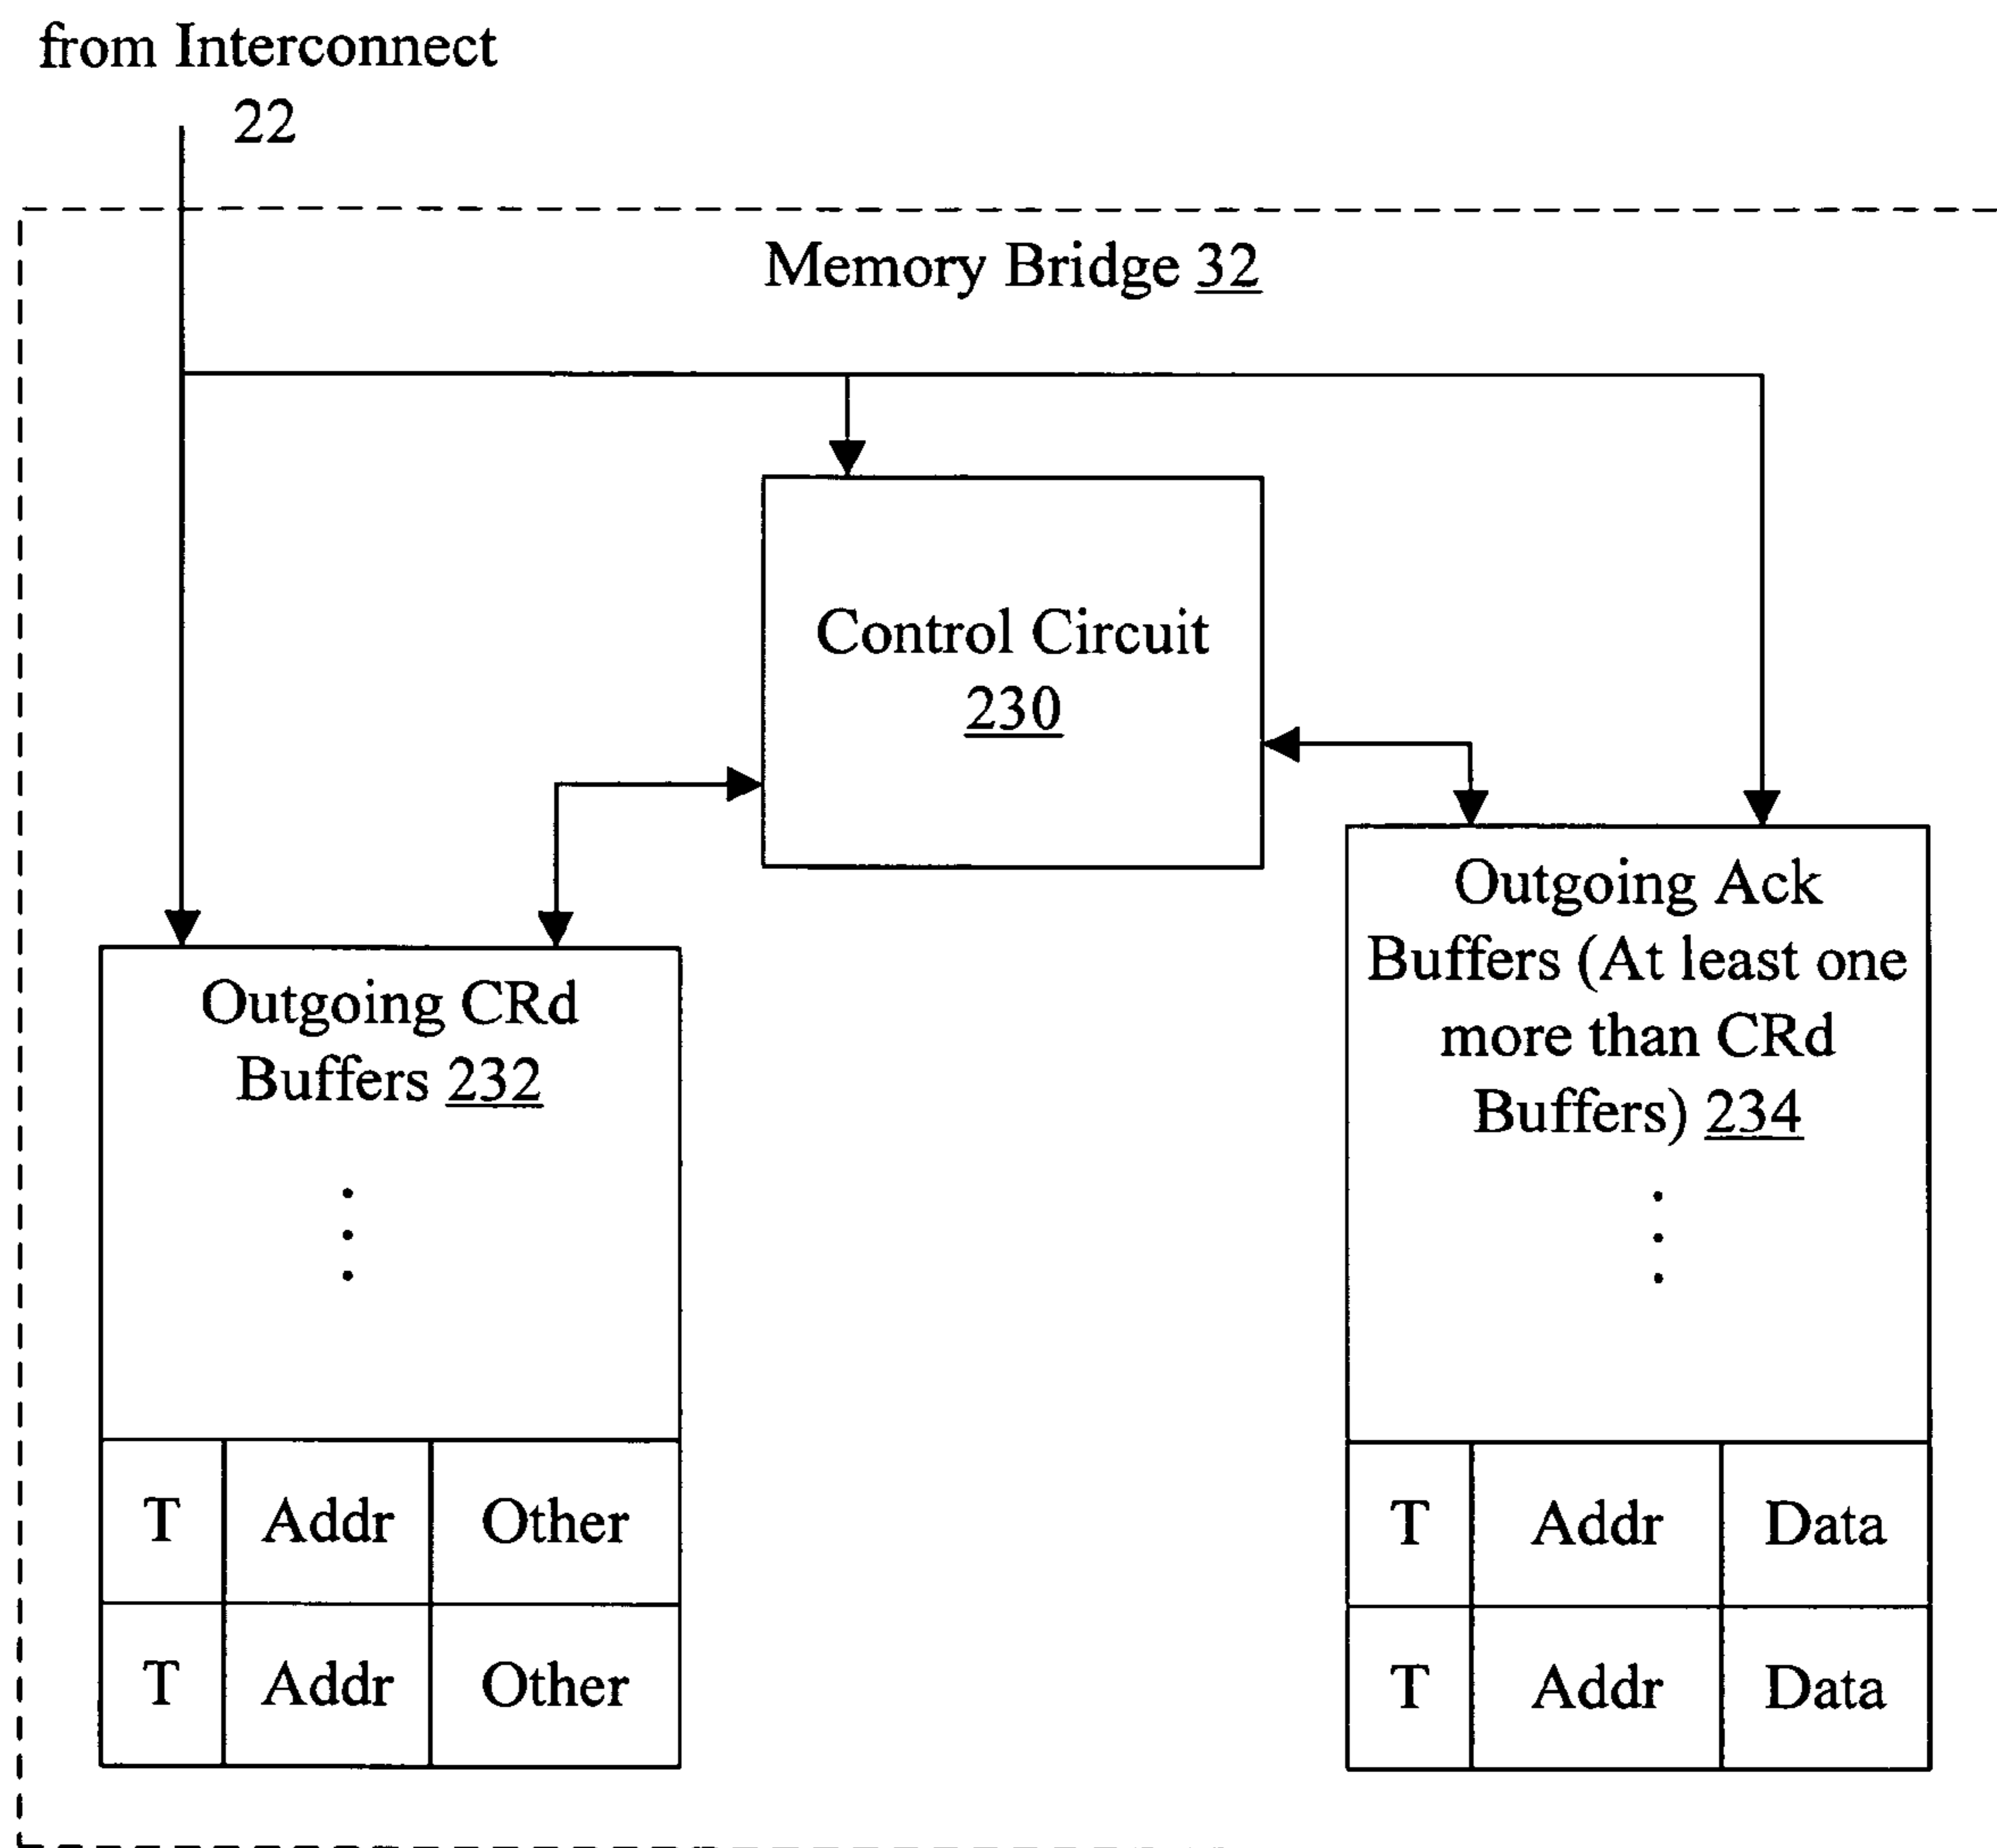 from Interconnect
22
Memory Bridge 32
Control Circuit
230
Outgoing CRd
Buffers 232
T Addr Other
T Addr Other
Outgoing Ack
Buffers (At least one
more than CRd
Buffers) 234
T Addr Data
T Addr Data